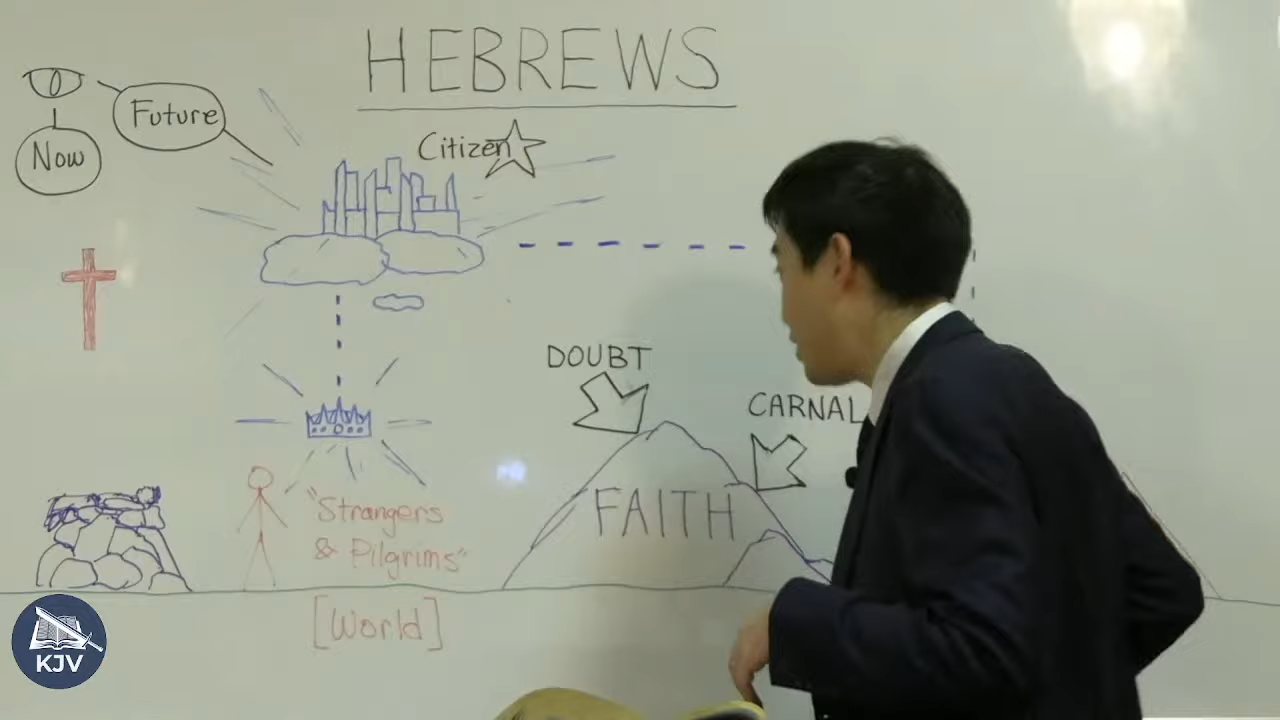 HEBREWS
Future
Now
Citizen
DOUBT
CARNAL
FAITH
"Strangers
& Pilgrims"
[World]
KJV